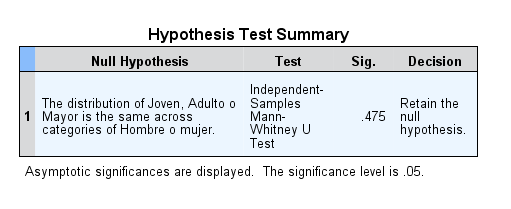 Hypothesis Test Summary
Null Hypothesis Test Sig. Decision
1 The distribution of Joven, Adulto o Mayor is the same across categories of Hombre o mujer. Independent-Samples Mann-Whitney U Test .475 Retain the null hypothesis.
Asymptotic significances are displayed. The significance level is .05.